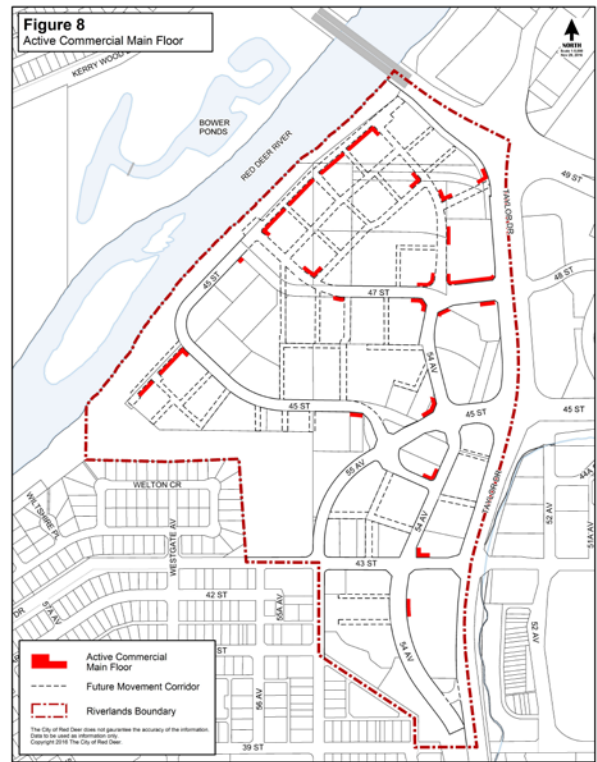 Figure 8
Active Commercial Main Floor
NORTH
KERRY WOOD
BOWER
PONDS
RED DEER RIVER
49 ST
TAYLOR DR
48 ST
45 ST
47 ST
54 AV
45 ST
45 ST
45 ST
55 AV
TAYLOR DR
44A
WELTON CR
WILTSHIRE PL
WESTGATE AV
54 AV
52 AV
51A AV
43 ST
42 ST
DR
57A AV
55A AV
54 AV
52 AV
ST
56 AV
39 ST
Active Commercial
Main Floor
Future Movement Corridor
Riverlands Boundary
The City of Red Deer does not gaurantee the accuracy of the information.
Data to be used as information only.
Copyright 2016 The City of Red Deer.